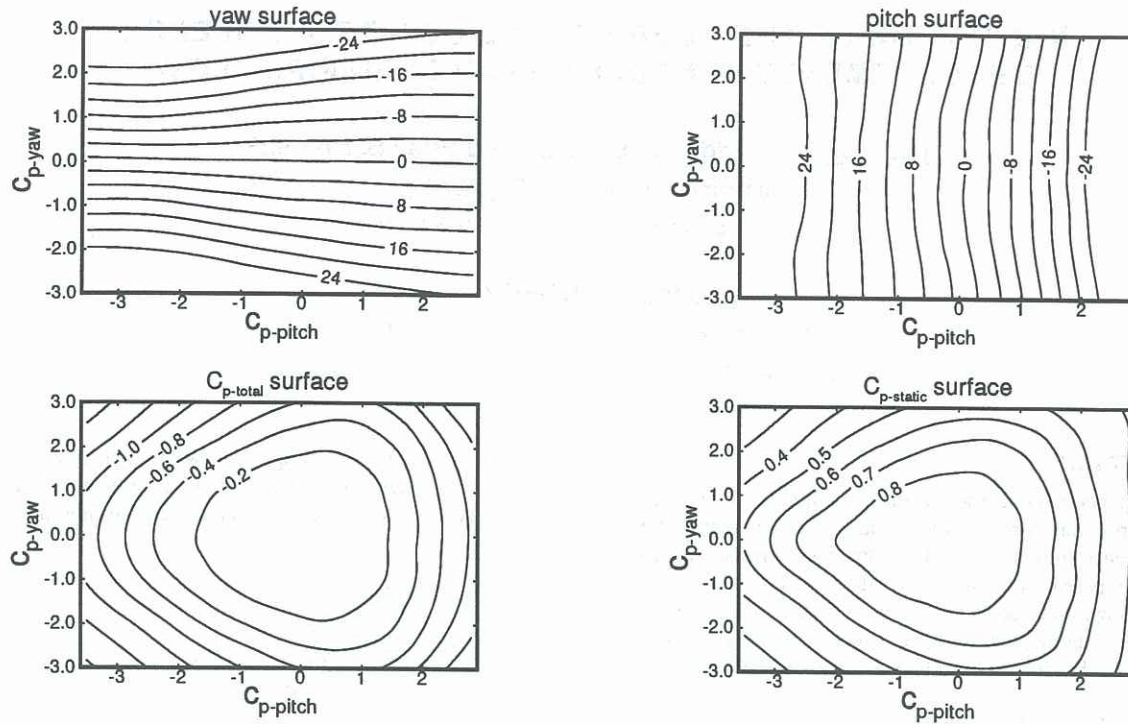 yaw surface
3.0
2.0
1.0
0.0
-1.0
-2.0
-3.0
Cp-yaw
-24
-16
-8
0
8
16
24
-3 -2 -1 0 1 2
Cp-pitch
pitch surface
3.0
2.0
1.0
0.0
-1.0
-2.0
-3.0
Cp-yaw
24 16 8 0 -8 -16 -24
-3 -2 -1 0 1 2
Cp-pitch
Cp-total surface
3.0
2.0
1.0
0.0
-1.0
-2.0
-3.0
Cp-yaw
-1.0 -0.8
-0.6 -0.4 -0.2
-3 -2 -1 0 1 2
Cp-pitch
Cp-static surface
3.0
2.0
1.0
0.0
-1.0
-2.0
-3.0
Cp-yaw
0.4 0.5
0.6 0.7 0.8
-3 -2 -1 0 1 2
Cp-pitch